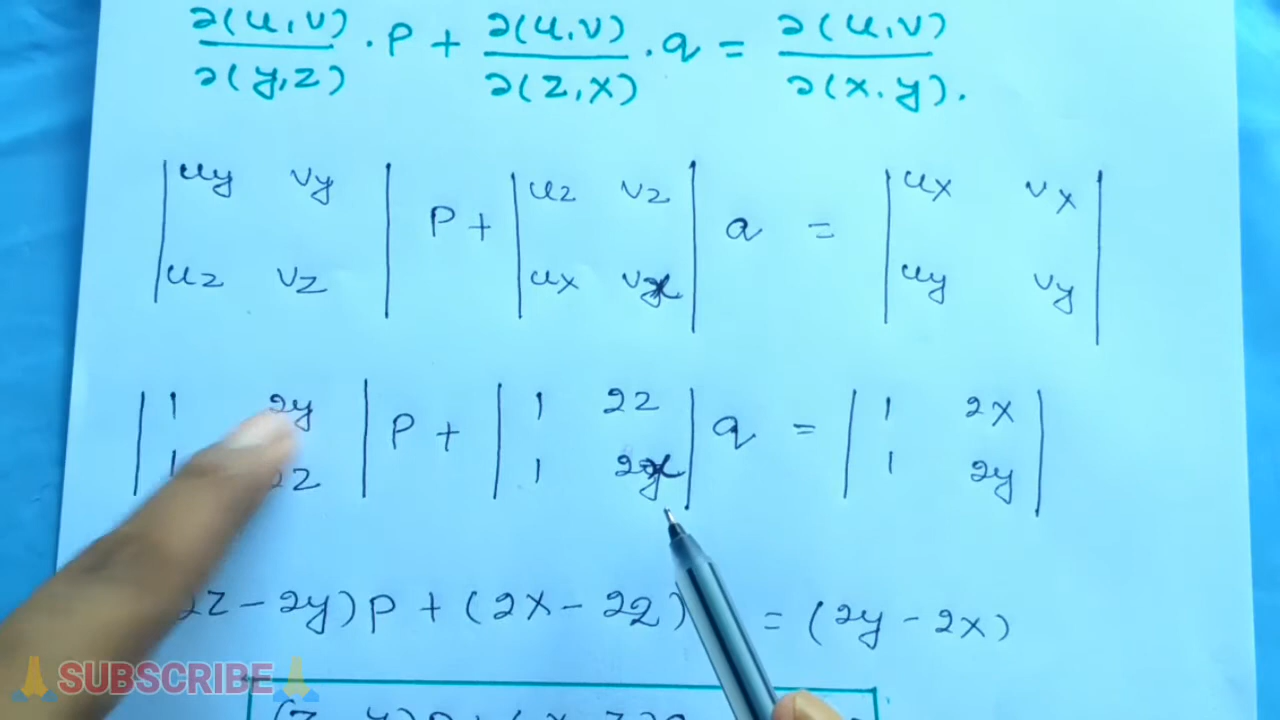 ∂(u,v)/∂(y,z) · P + ∂(u,v)/∂(z,x) · q = ∂(u,v)/∂(x.y).
| uy vy | P + | uz vz | q = | ux vx |
| uz vz | | ux vx | | uy vy |
| 1 2y | P + | 1 2z | q = | 1 2x |
| 1 2z | | 1 2x | | 1 2y |
2z - 2y) P + (2x - 2z) = (2y - 2x)
SUBSCRIBE